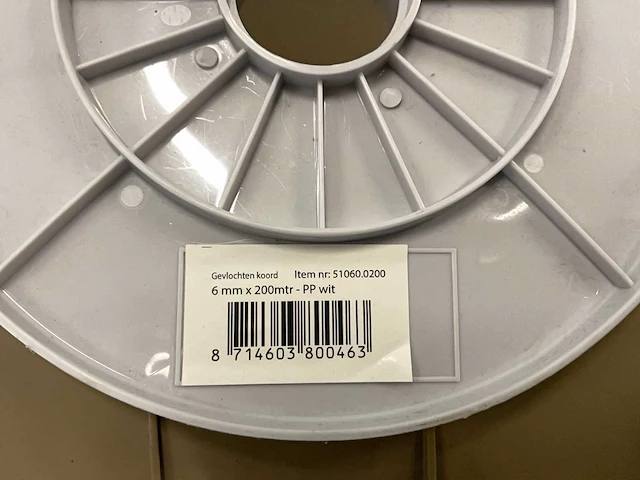 Gevlochten koord Item nr: 51060.0200
6 mm x 200mtr - PP wit
8 714603 800463